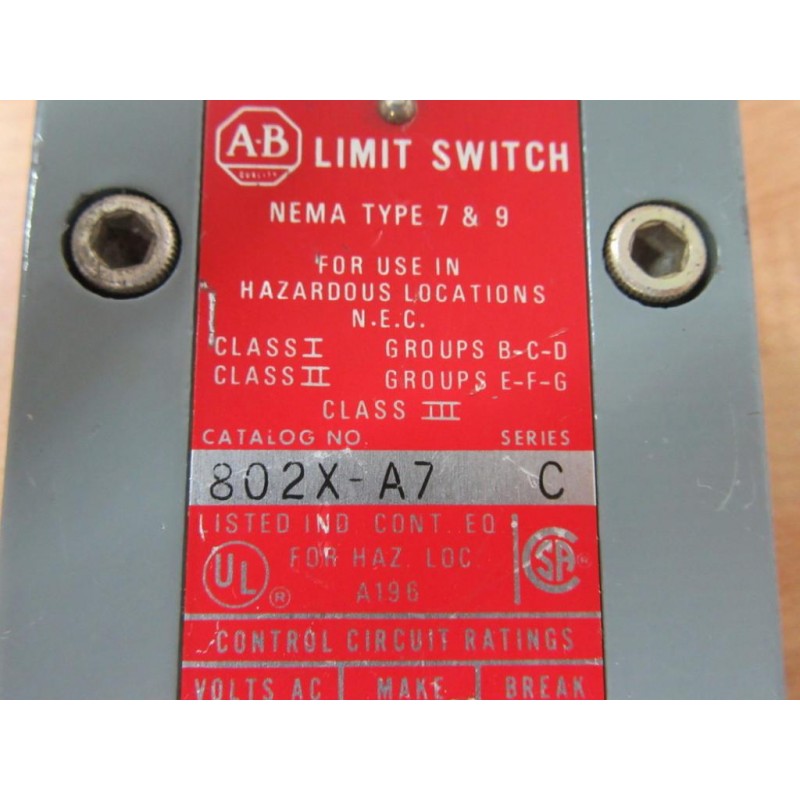 A-B
QUALITY
LIMIT SWITCH
NEMA TYPE 7 & 9
FOR USE IN
HAZARDOUS LOCATIONS
N.E.C.
CLASS I GROUPS B-C-D
CLASS II GROUPS E-F-G
CLASS III
CATALOG NO. SERIES
802X-A7 C
LISTED IND. CONT. EQ.
FOR HAZ. LOC.
A196
UL ®
CSA ®
CONTROL CIRCUIT RATINGS
VOLTS AC MAKE BREAK